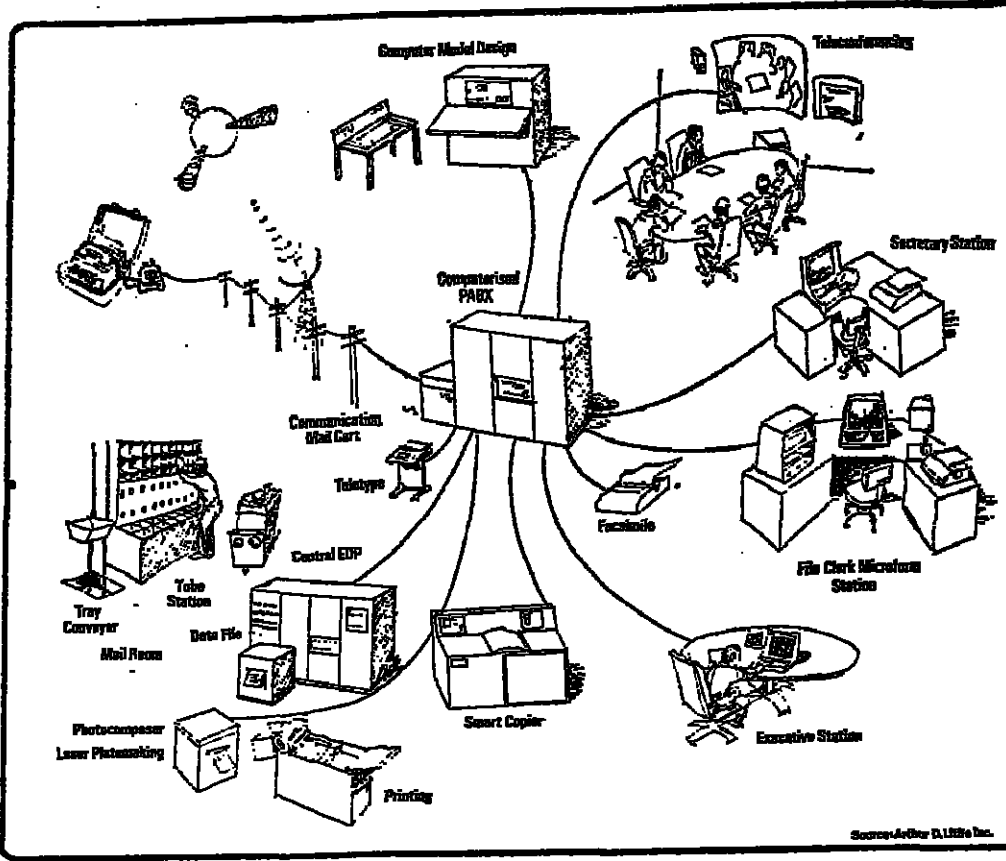 Computer Model Design
Teleconferencing
Secretary Station
Computerised
PABX
Communication,
Mail Cart
Teletype
Facsimile
File Clerk Microform
Station
Central EDP
Tube
Station
Tray
Conveyor
Data File
Mail Room
Smart Copier
Executive Station
Photocomposer
Laser Platemaking
Printing
Source: Arthur D. Little Inc.